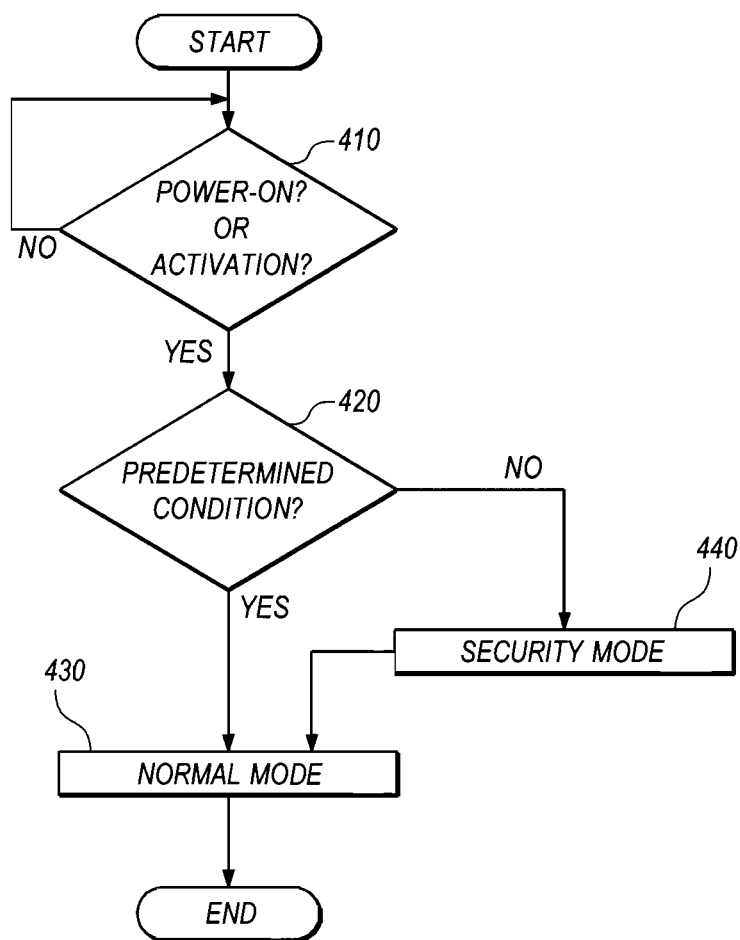 START
410
POWER-ON?
OR
ACTIVATION?
NO
YES
420
PREDETERMINED
CONDITION?
NO
YES
440
SECURITY MODE
430
NORMAL MODE
END